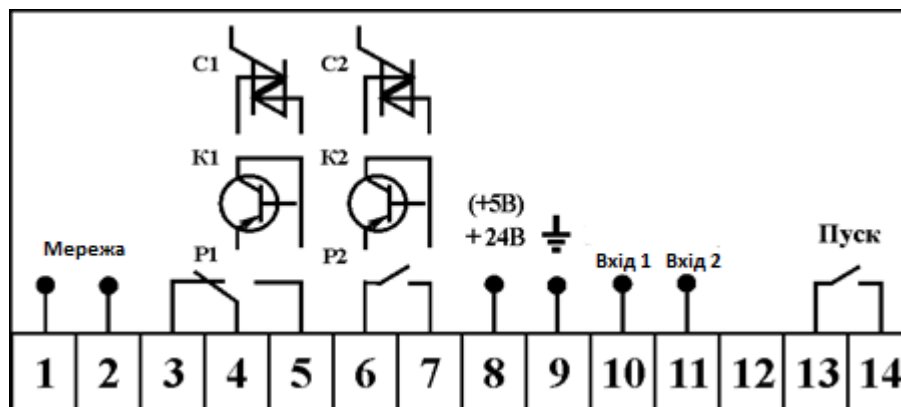 С1 С2
К1 К2
(+5В)
+24В
Мережа Р1 Р2 Вхід 1 Вхід 2 Пуск
1 2 3 4 5 6 7 8 9 10 11 12 13 14